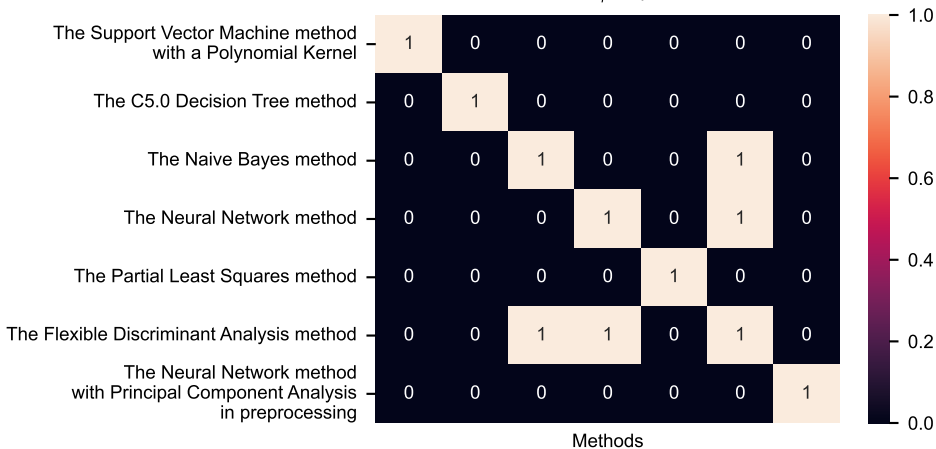 The Support Vector Machine method
with a Polynomial Kernel
1 0 0 0 0 0 0
The C5.0 Decision Tree method
0 1 0 0 0 0 0
The Naive Bayes method
0 0 1 0 0 1 0
The Neural Network method
0 0 0 1 0 1 0
The Partial Least Squares method
0 0 0 0 1 0 0
The Flexible Discriminant Analysis method
0 0 1 1 0 1 0
The Neural Network method
with Principal Component Analysis
in preprocessing
0 0 0 0 0 0 1
Methods
1.0
0.8
0.6
0.4
0.2
0.0